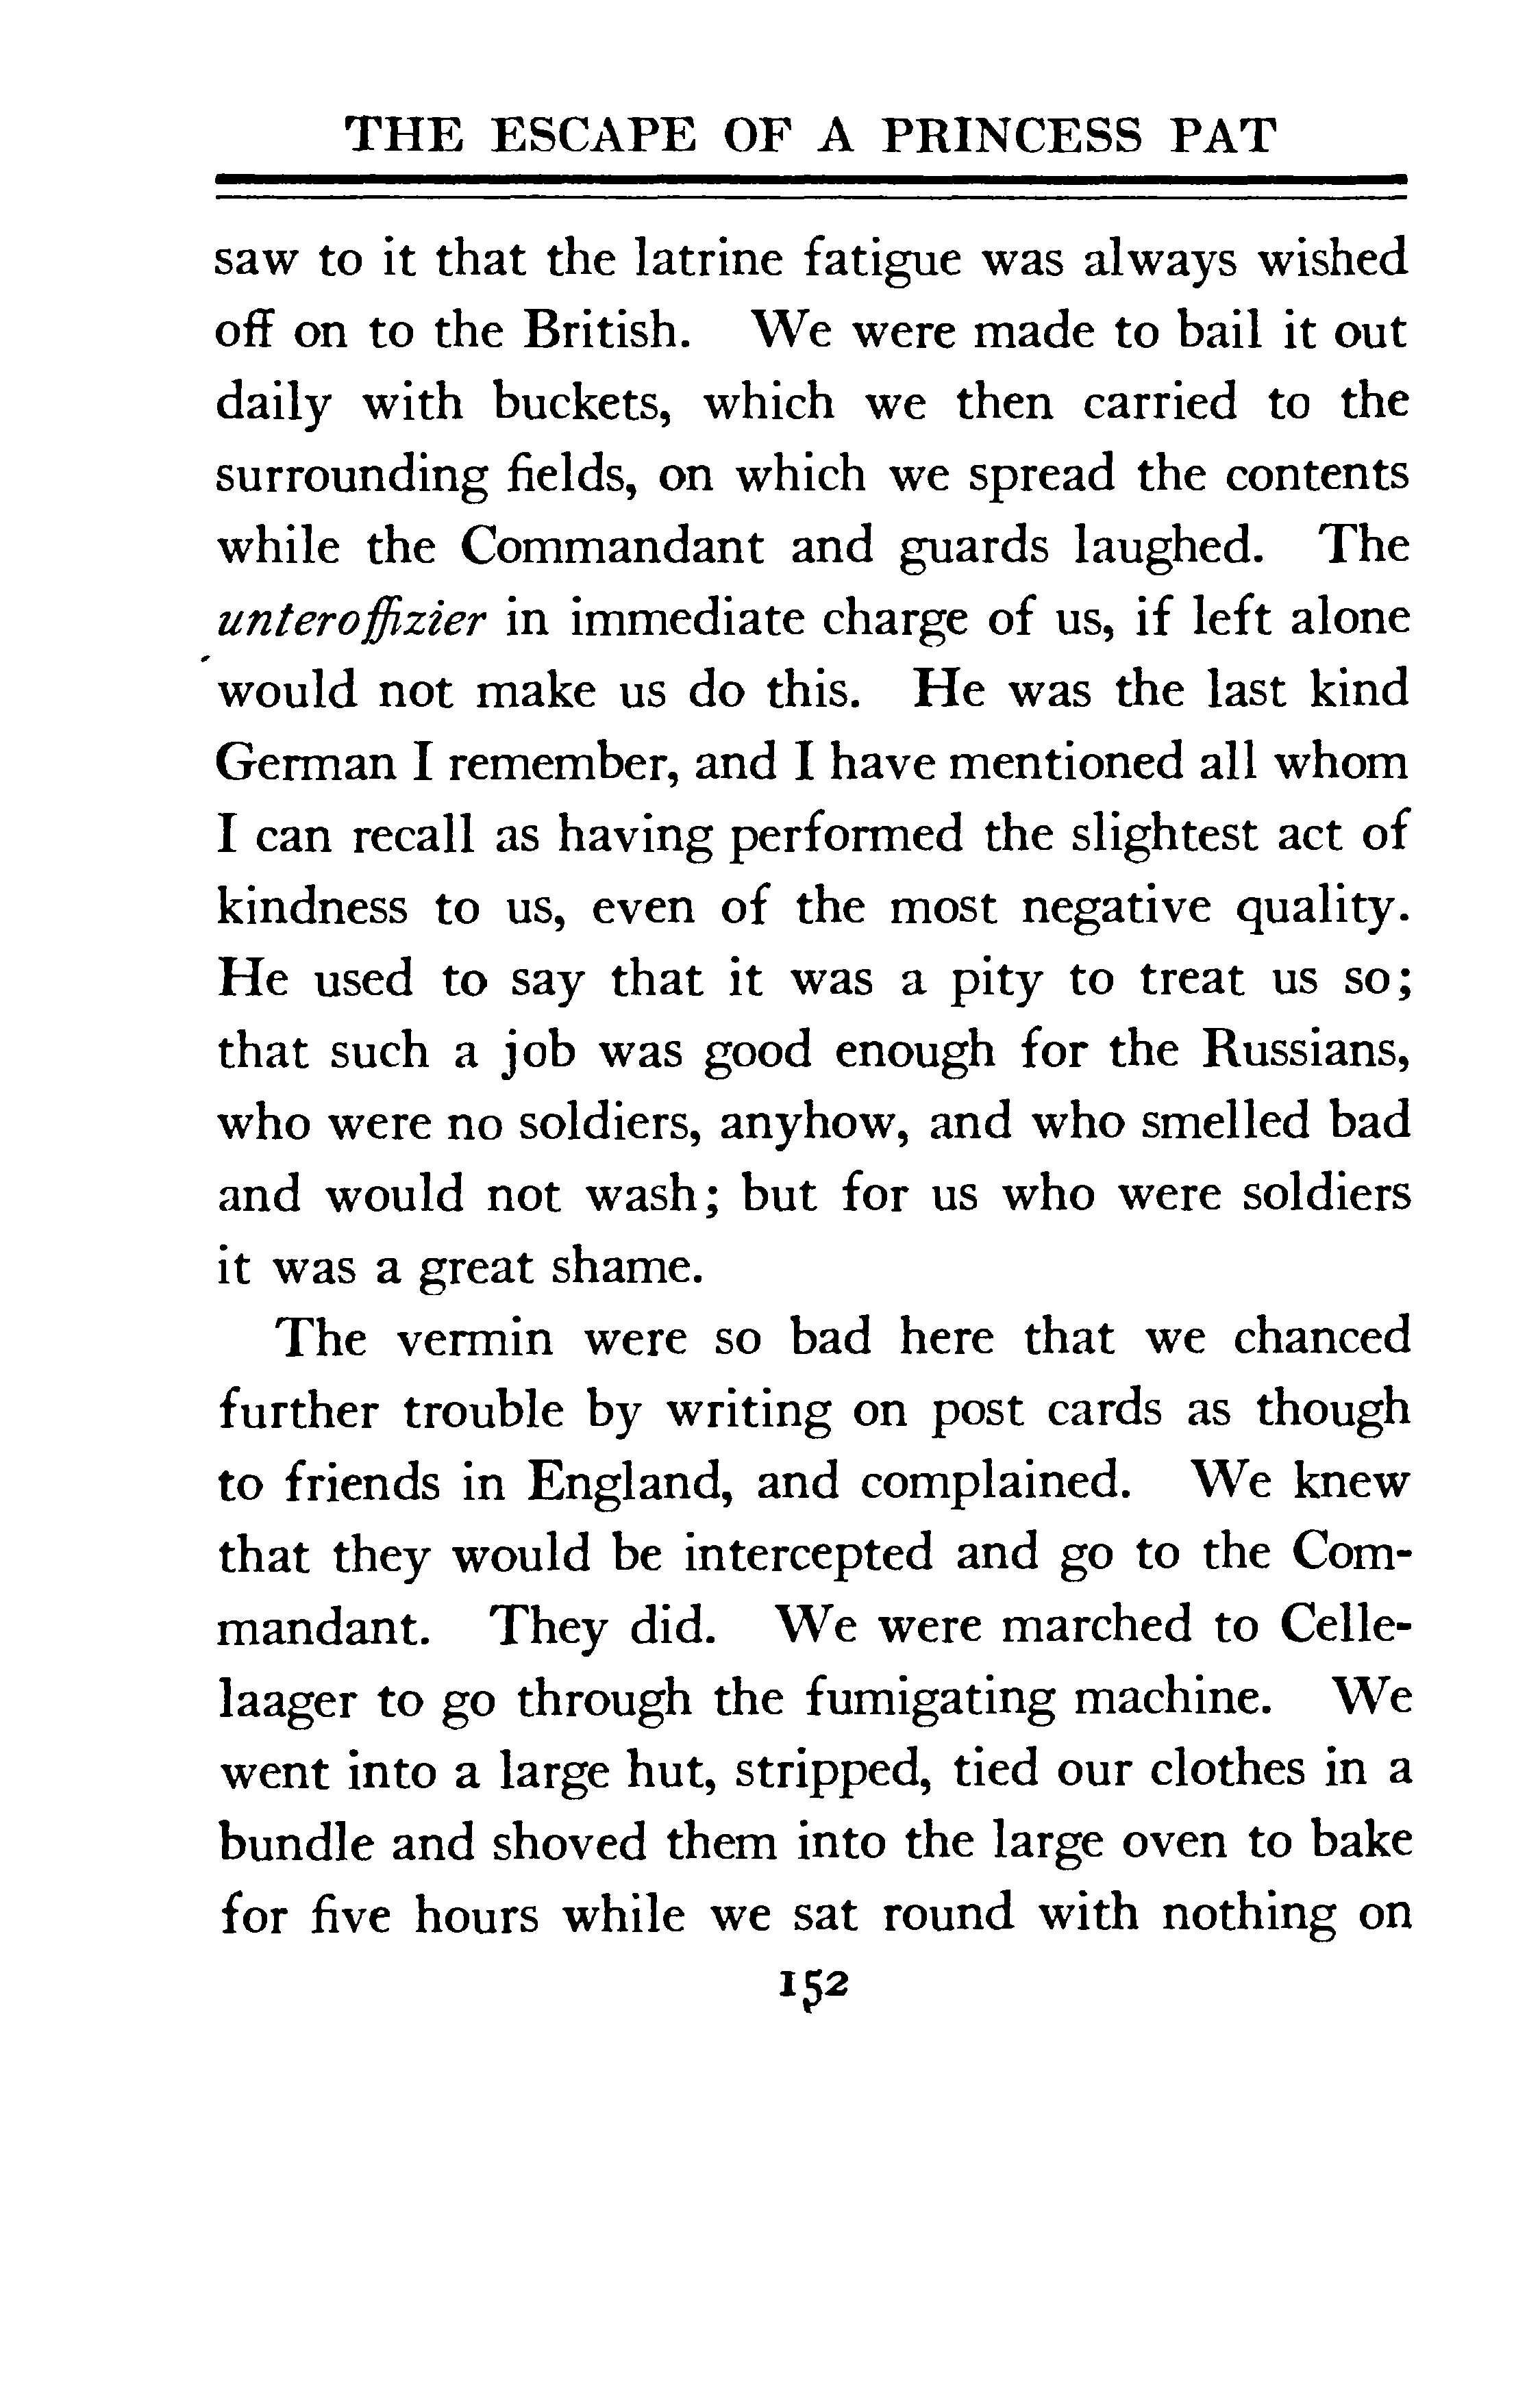 THE ESCAPE OF A PRINCESS PAT
saw to it that the latrine fatigue was always wished
off on to the British. We were made to bail it out
daily with buckets, which we then carried to the
surrounding fields, on which we spread the contents
while the Commandant and guards laughed. The
unteroffizier in immediate charge of us, if left alone
would not make us do this. He was the last kind
German I remember, and I have mentioned all whom
I can recall as having performed the slightest act of
kindness to us, even of the most negative quality.
He used to say that it was a pity to treat us so;
that such a job was good enough for the Russians,
who were no soldiers, anyhow, and who smelled bad
and would not wash; but for us who were soldiers
it was a great shame.
The vermin were so bad here that we chanced
further trouble by writing on post cards as though
to friends in England, and complained. We knew
that they would be intercepted and go to the Com-
mandant. They did. We were marched to Celle-
laager to go through the fumigating machine. We
went into a large hut, stripped, tied our clothes in a
bundle and shoved them into the large oven to bake
for five hours while we sat round with nothing on
152